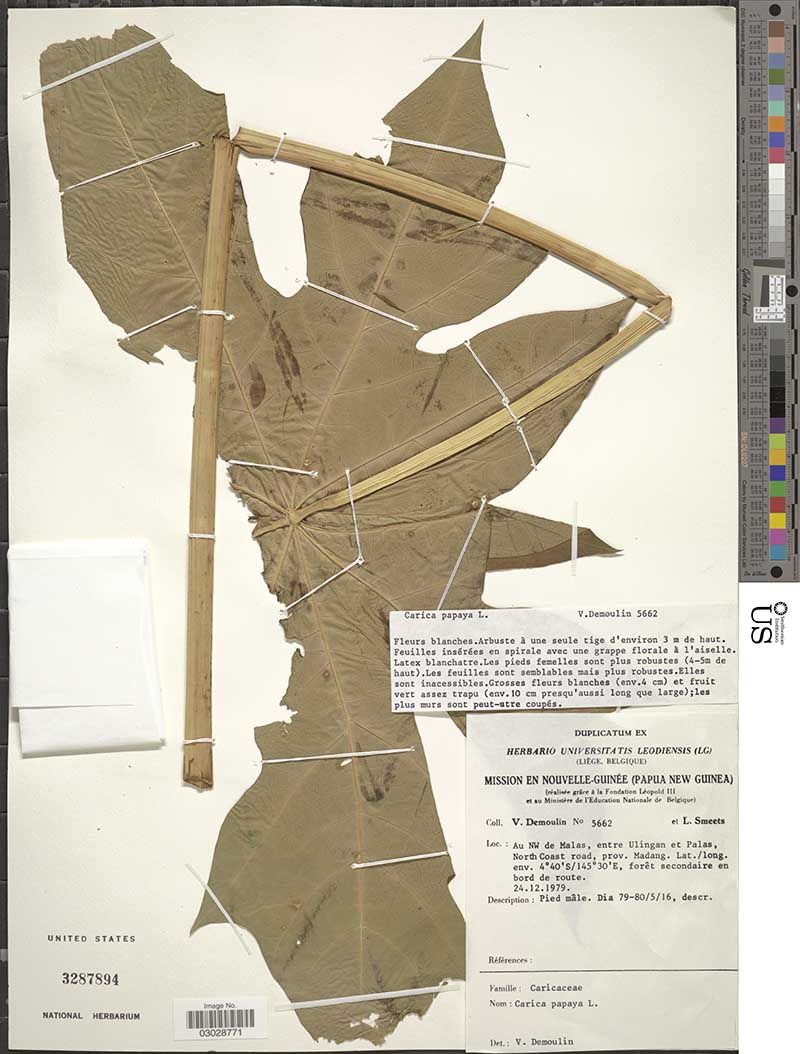 Carica papaya L. V.Demoulin 5662
Fleurs blanches.Arbuste à une seule tige d'environ 3 m de haut.
Feuilles insérées en spirale avec une grappe florale à l'aiselle.
Latex blanchatre.Les pieds femelles sont plus robustes (4-5m de
haut).Les feuilles sont semblables mais plus robustes.Elles
sont inacessibles.Grosses fleurs blanches (env.4 cm) et fruit
vert assez trapu (env.10 cm presqu'aussi long que large);les
plus murs sont peut-atre coupés.
DUPLICATUM EX
HERBARIO UNIVERSITATIS LEODIENSIS (LG)
(LIÈGE, BELGIQUE)
MISSION EN NOUVELLE-GUINÉE (PAPUA NEW GUINEA)
(réalisée grâce à la Fondation Léopold III
et au Ministère de l'Education Nationale de Belgique)
Coll. V. Demoulin No 5662 et L. Smeets
Loc. : Au NW de Malas, entre Ulingan et Palas,
North Coast road, prov. Madang. Lat./long.
env. 4°40'S/145°30'E, forêt secondaire en
bord de route.
24.12.1979.
Description : Pied mâle. Dia 79-80/5/16, descr.
Références :
Famille : Caricaceae
Nom : Carica papaya L.
Det. : V. Demoulin
UNITED STATES
3287894
NATIONAL HERBARIUM
Image No.
03028771
Golden Thread
US
Smithsonian
Institution